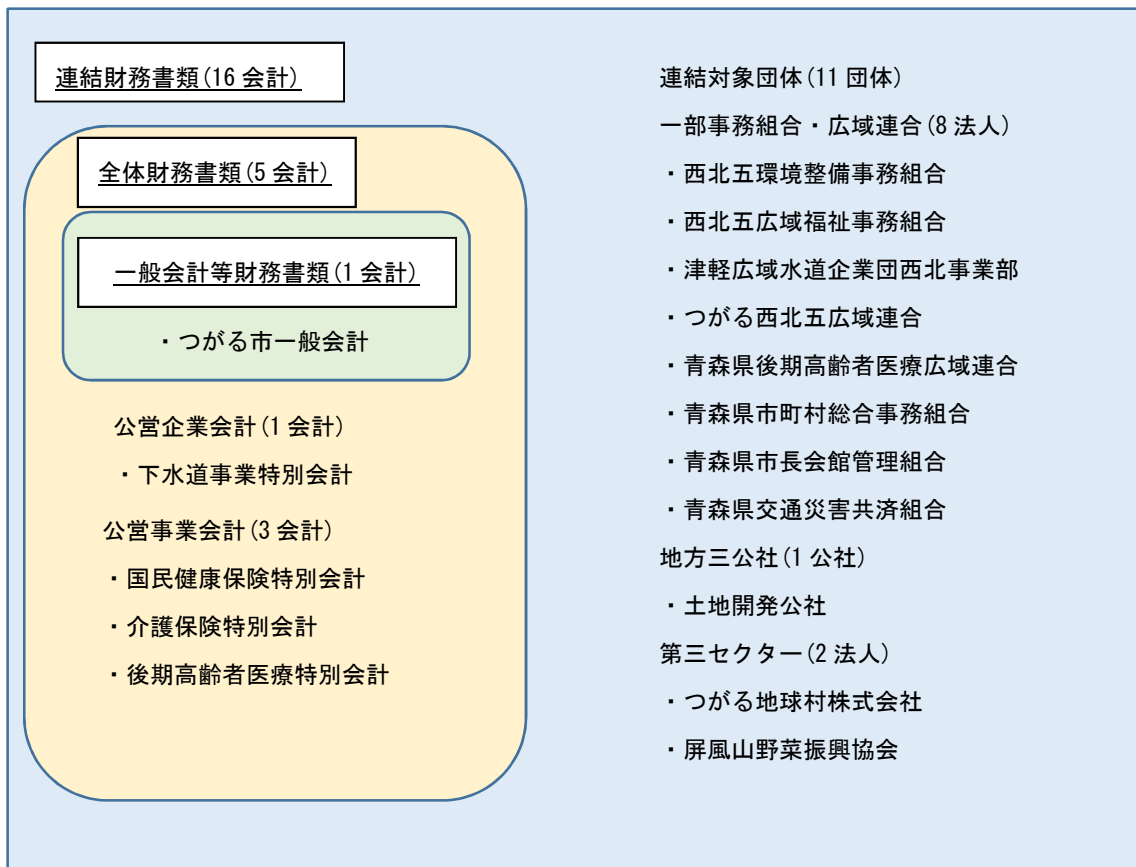 連結財務書類(16 会計)
全体財務書類(5 会計)
一般会計等財務書類(1 会計)
・つがる市一般会計
公営企業会計(1 会計)
・下水道事業特別会計
公営事業会計(3 会計)
・国民健康保険特別会計
・介護保険特別会計
・後期高齢者医療特別会計
連結対象団体(11 団体)
一部事務組合・広域連合(8 法人)
・西北五環境整備事務組合
・西北五広域福祉事務組合
・津軽広域水道企業団西北事業部
・つがる西北五広域連合
・青森県後期高齢者医療広域連合
・青森県市町村総合事務組合
・青森県市長会館管理組合
・青森県交通災害共済組合
地方三公社(1 公社)
・土地開発公社
第三セクター(2 法人)
・つがる地球村株式会社
・屏風山野菜振興協会